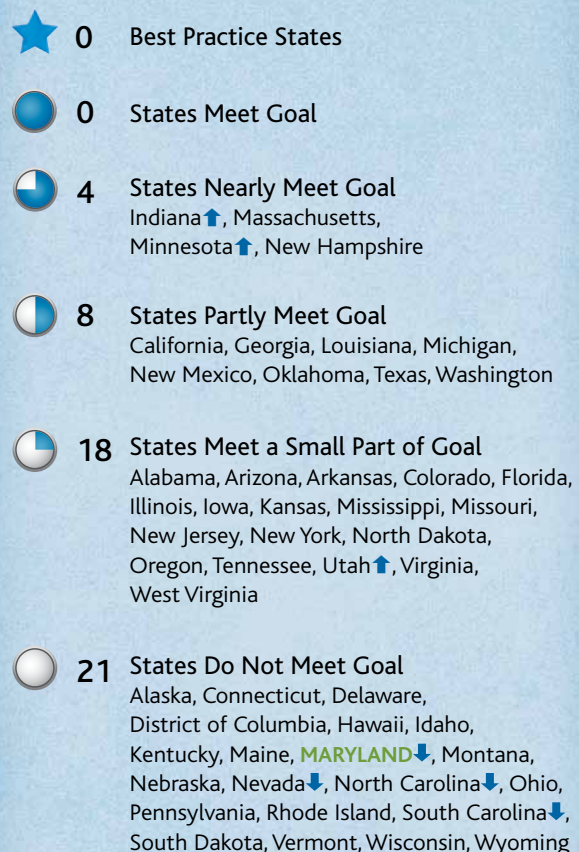 0 Best Practice States
0 States Meet Goal
4 States Nearly Meet Goal
Indiana⬆, Massachusetts,
Minnesota⬆, New Hampshire
8 States Partly Meet Goal
California, Georgia, Louisiana, Michigan,
New Mexico, Oklahoma, Texas, Washington
18 States Meet a Small Part of Goal
Alabama, Arizona, Arkansas, Colorado, Florida,
Illinois, Iowa, Kansas, Mississippi, Missouri,
New Jersey, New York, North Dakota,
Oregon, Tennessee, Utah⬆, Virginia,
West Virginia
21 States Do Not Meet Goal
Alaska, Connecticut, Delaware,
District of Columbia, Hawaii, Idaho,
Kentucky, Maine, MARYLAND⬇, Montana,
Nebraska, Nevada⬇, North Carolina⬇, Ohio,
Pennsylvania, Rhode Island, South Carolina⬇,
South Dakota, Vermont, Wisconsin, Wyoming